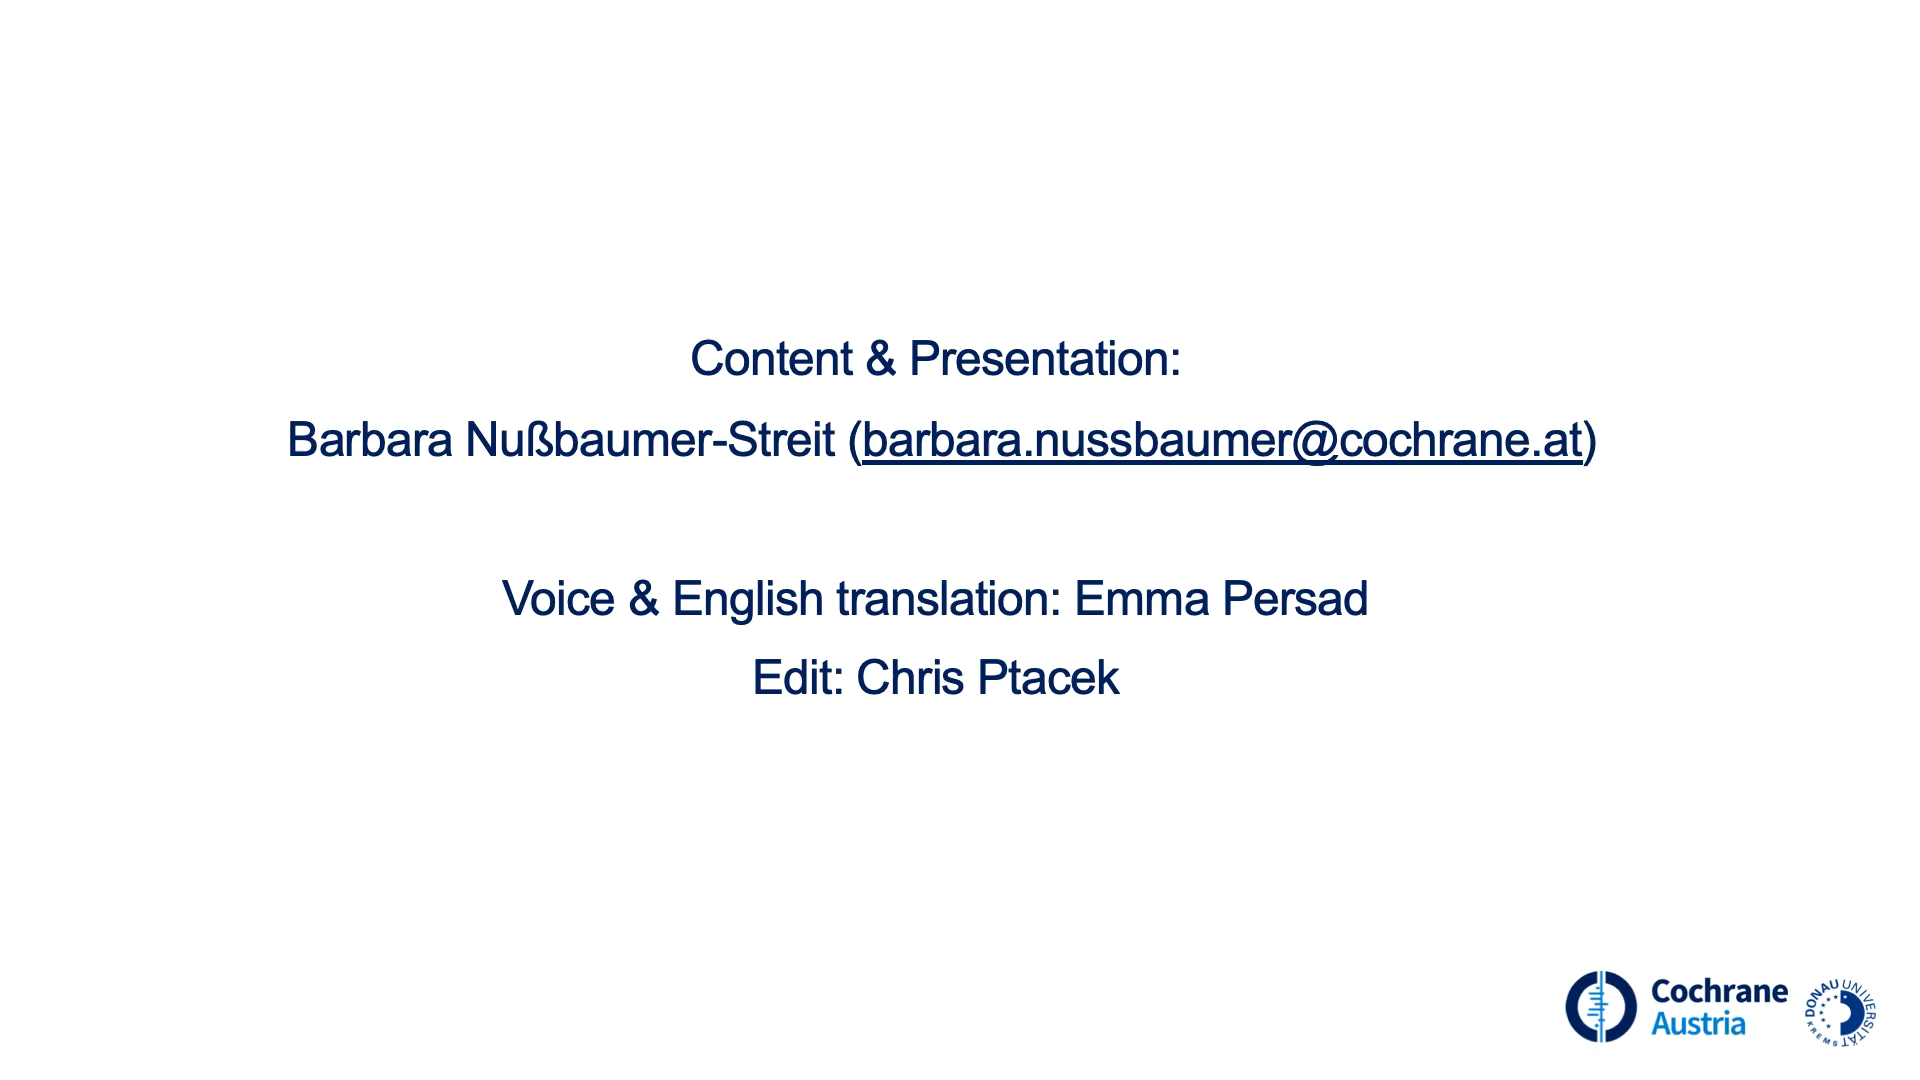 Content & Presentation:
Barbara Nußbaumer-Streit (barbara.nussbaumer@cochrane.at)
Voice & English translation: Emma Persad
Edit: Chris Ptacek
Cochrane
Austria
DONAU UNIVERSITÄT
KREMS